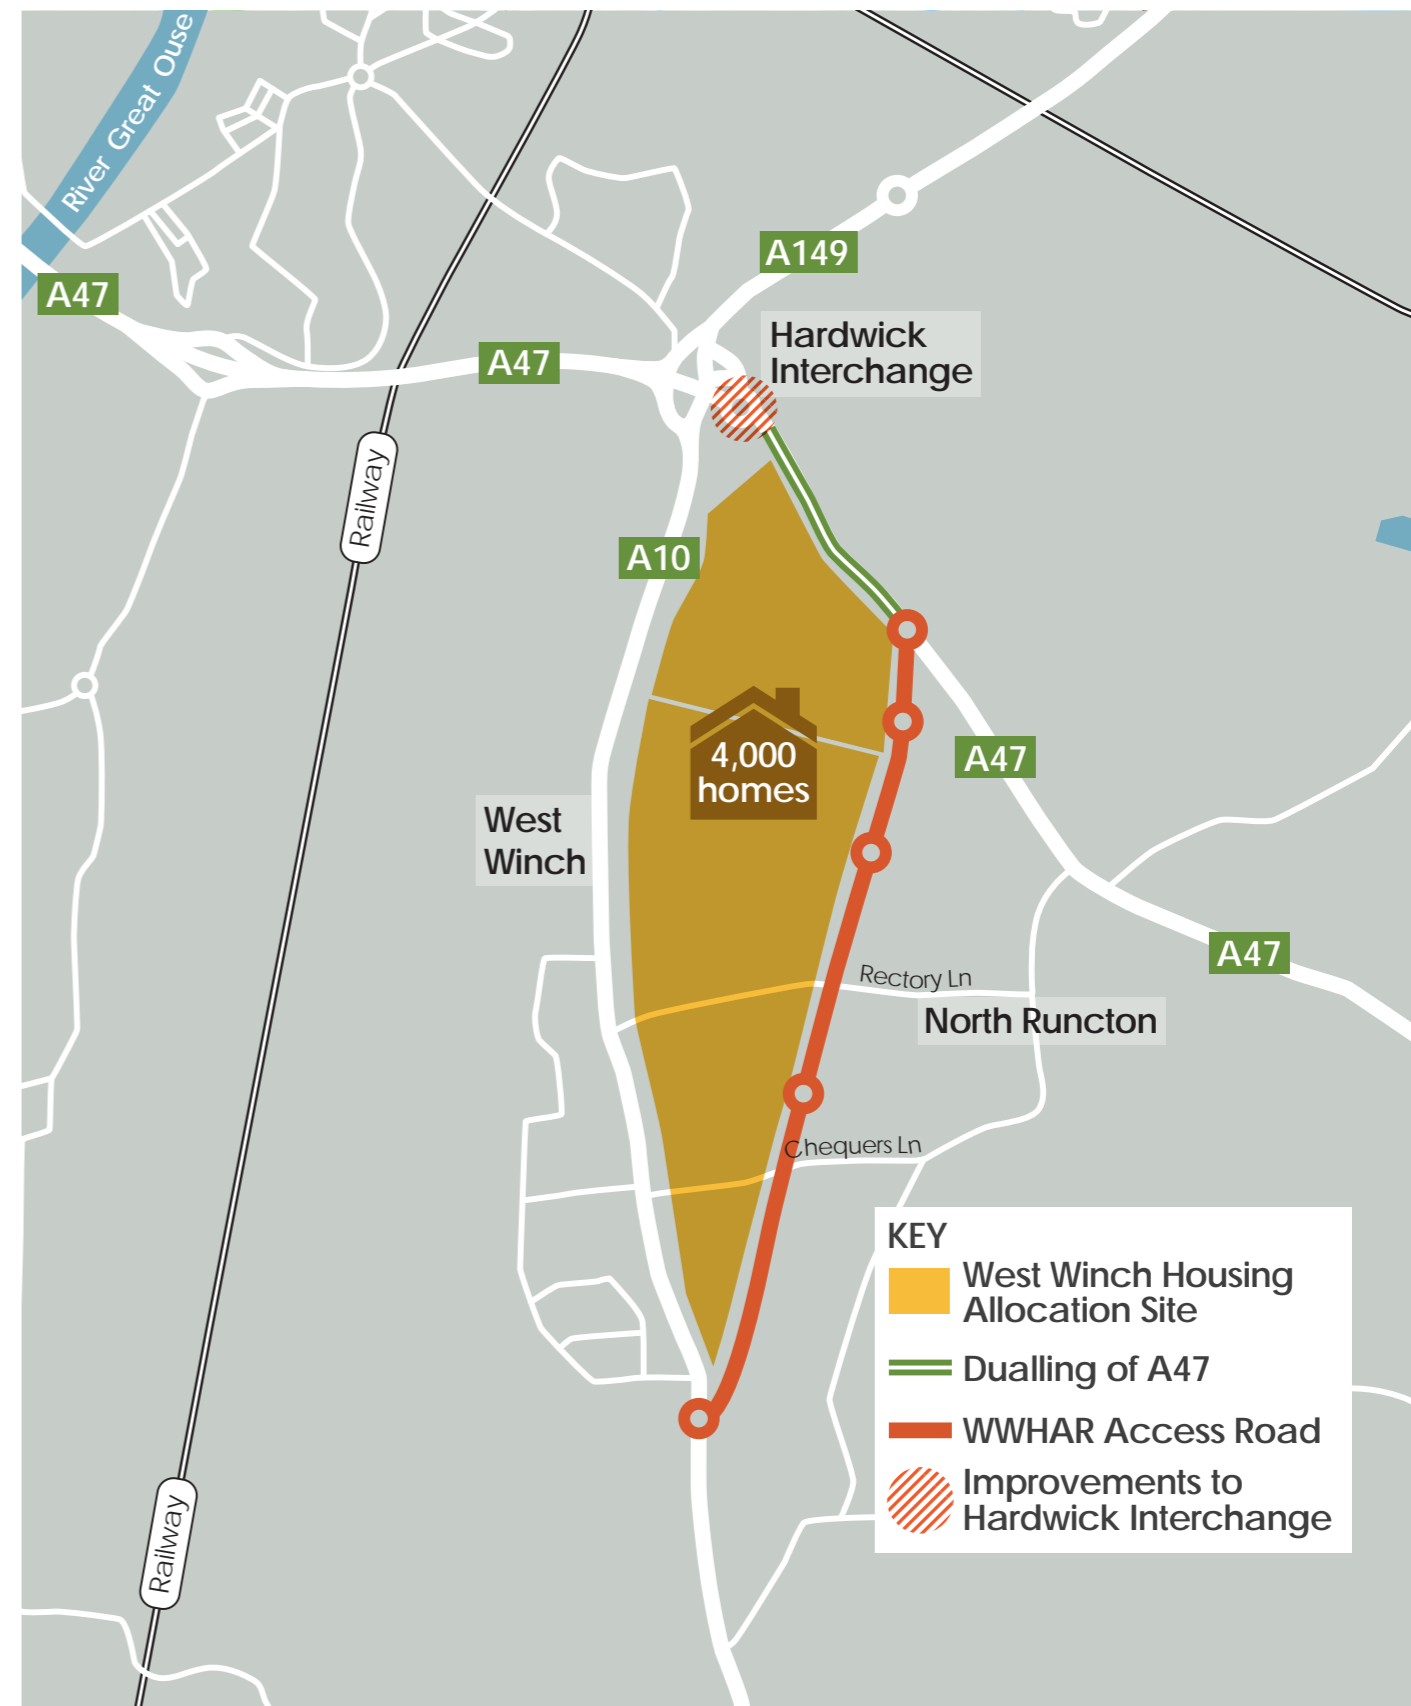 River Great Ouse
A47
A149
A47
Hardwick
Interchange
Railway
A10
4,000
homes
A47
West
Winch
A47
Rectory Ln
North Runcton
Chequers Ln
KEY
West Winch Housing
Allocation Site
Dualling of A47
WWHAR Access Road
Improvements to
Hardwick Interchange
Railway